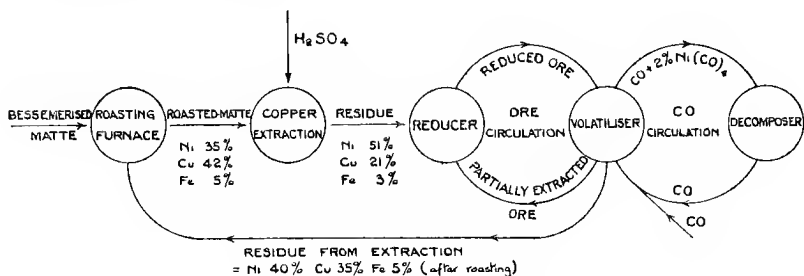 H2SO4
BESSEMERISED
MATTE
ROASTING
FURNACE
ROASTED-MATTE
Ni 35%
Cu 42%
Fe 5%
COPPER
EXTRACTION
RESIDUE
Ni 51%
Cu 21%
Fe 3%
REDUCER
REDUCED ORE
ORE
CIRCULATION
PARTIALLY EXTRACTED
ORE
VOLATILISER
CO + 2% Ni(CO)4
CO
CIRCULATION
DECOMPOSER
CO
CO
RESIDUE FROM EXTRACTION
= Ni 40% Cu 35% Fe 5% (after roasting)